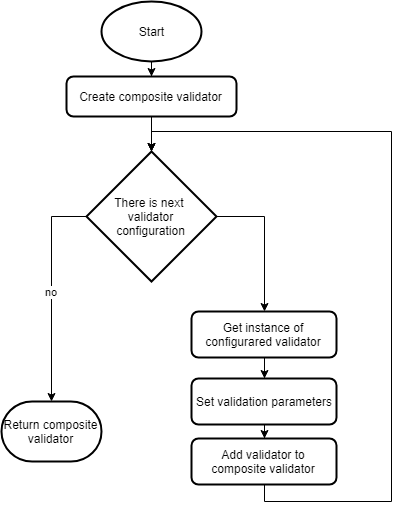 Start
Create composite validator
There is next
validator
configuration
no
Get instance of
configurared validator
Set validation parameters
Return composite
validator
Add validator to
composite validator